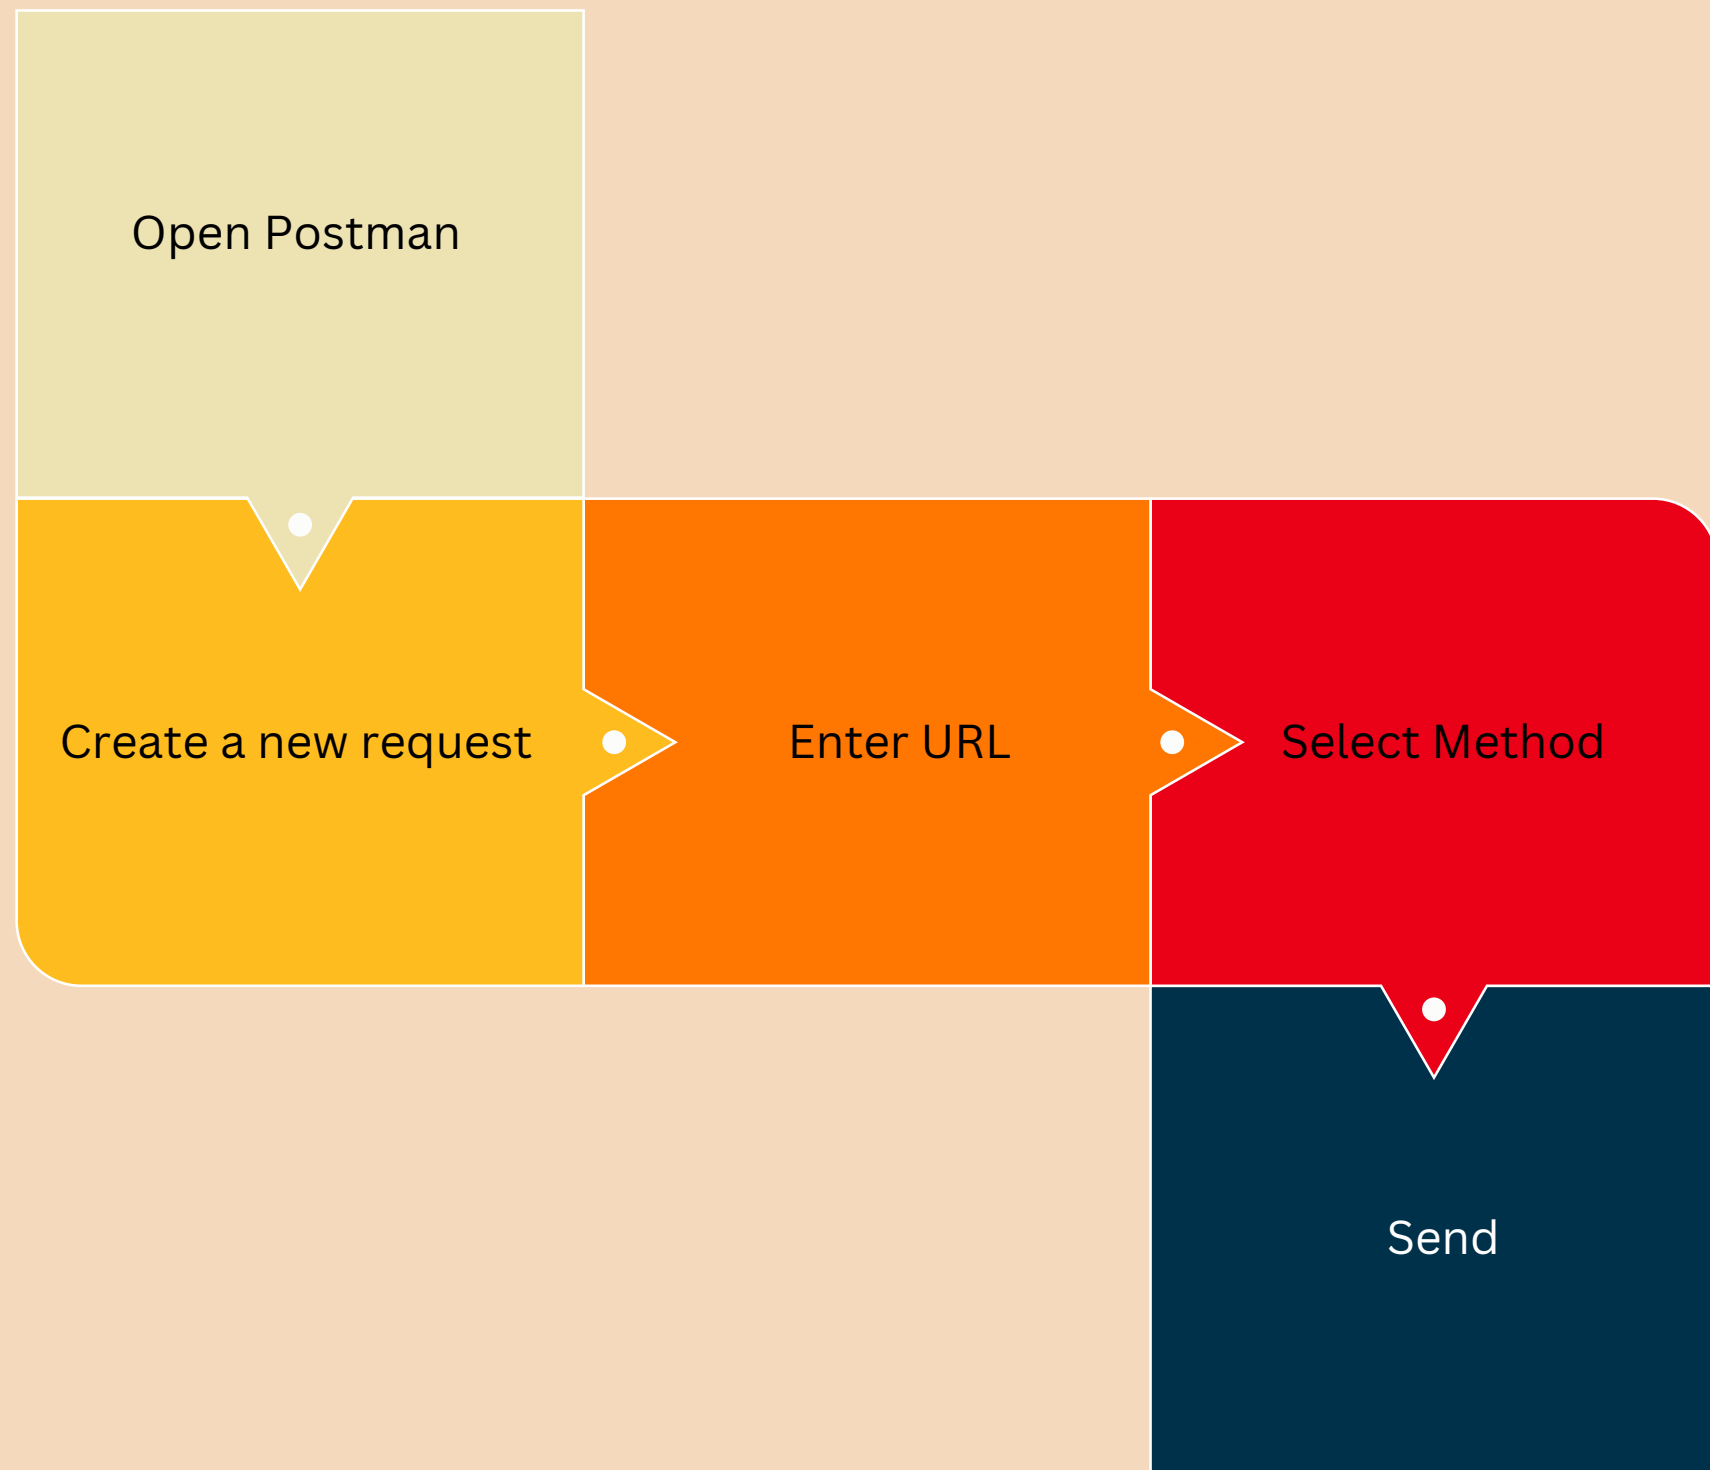 Open Postman
Create a new request
Enter URL
Select Method
Send